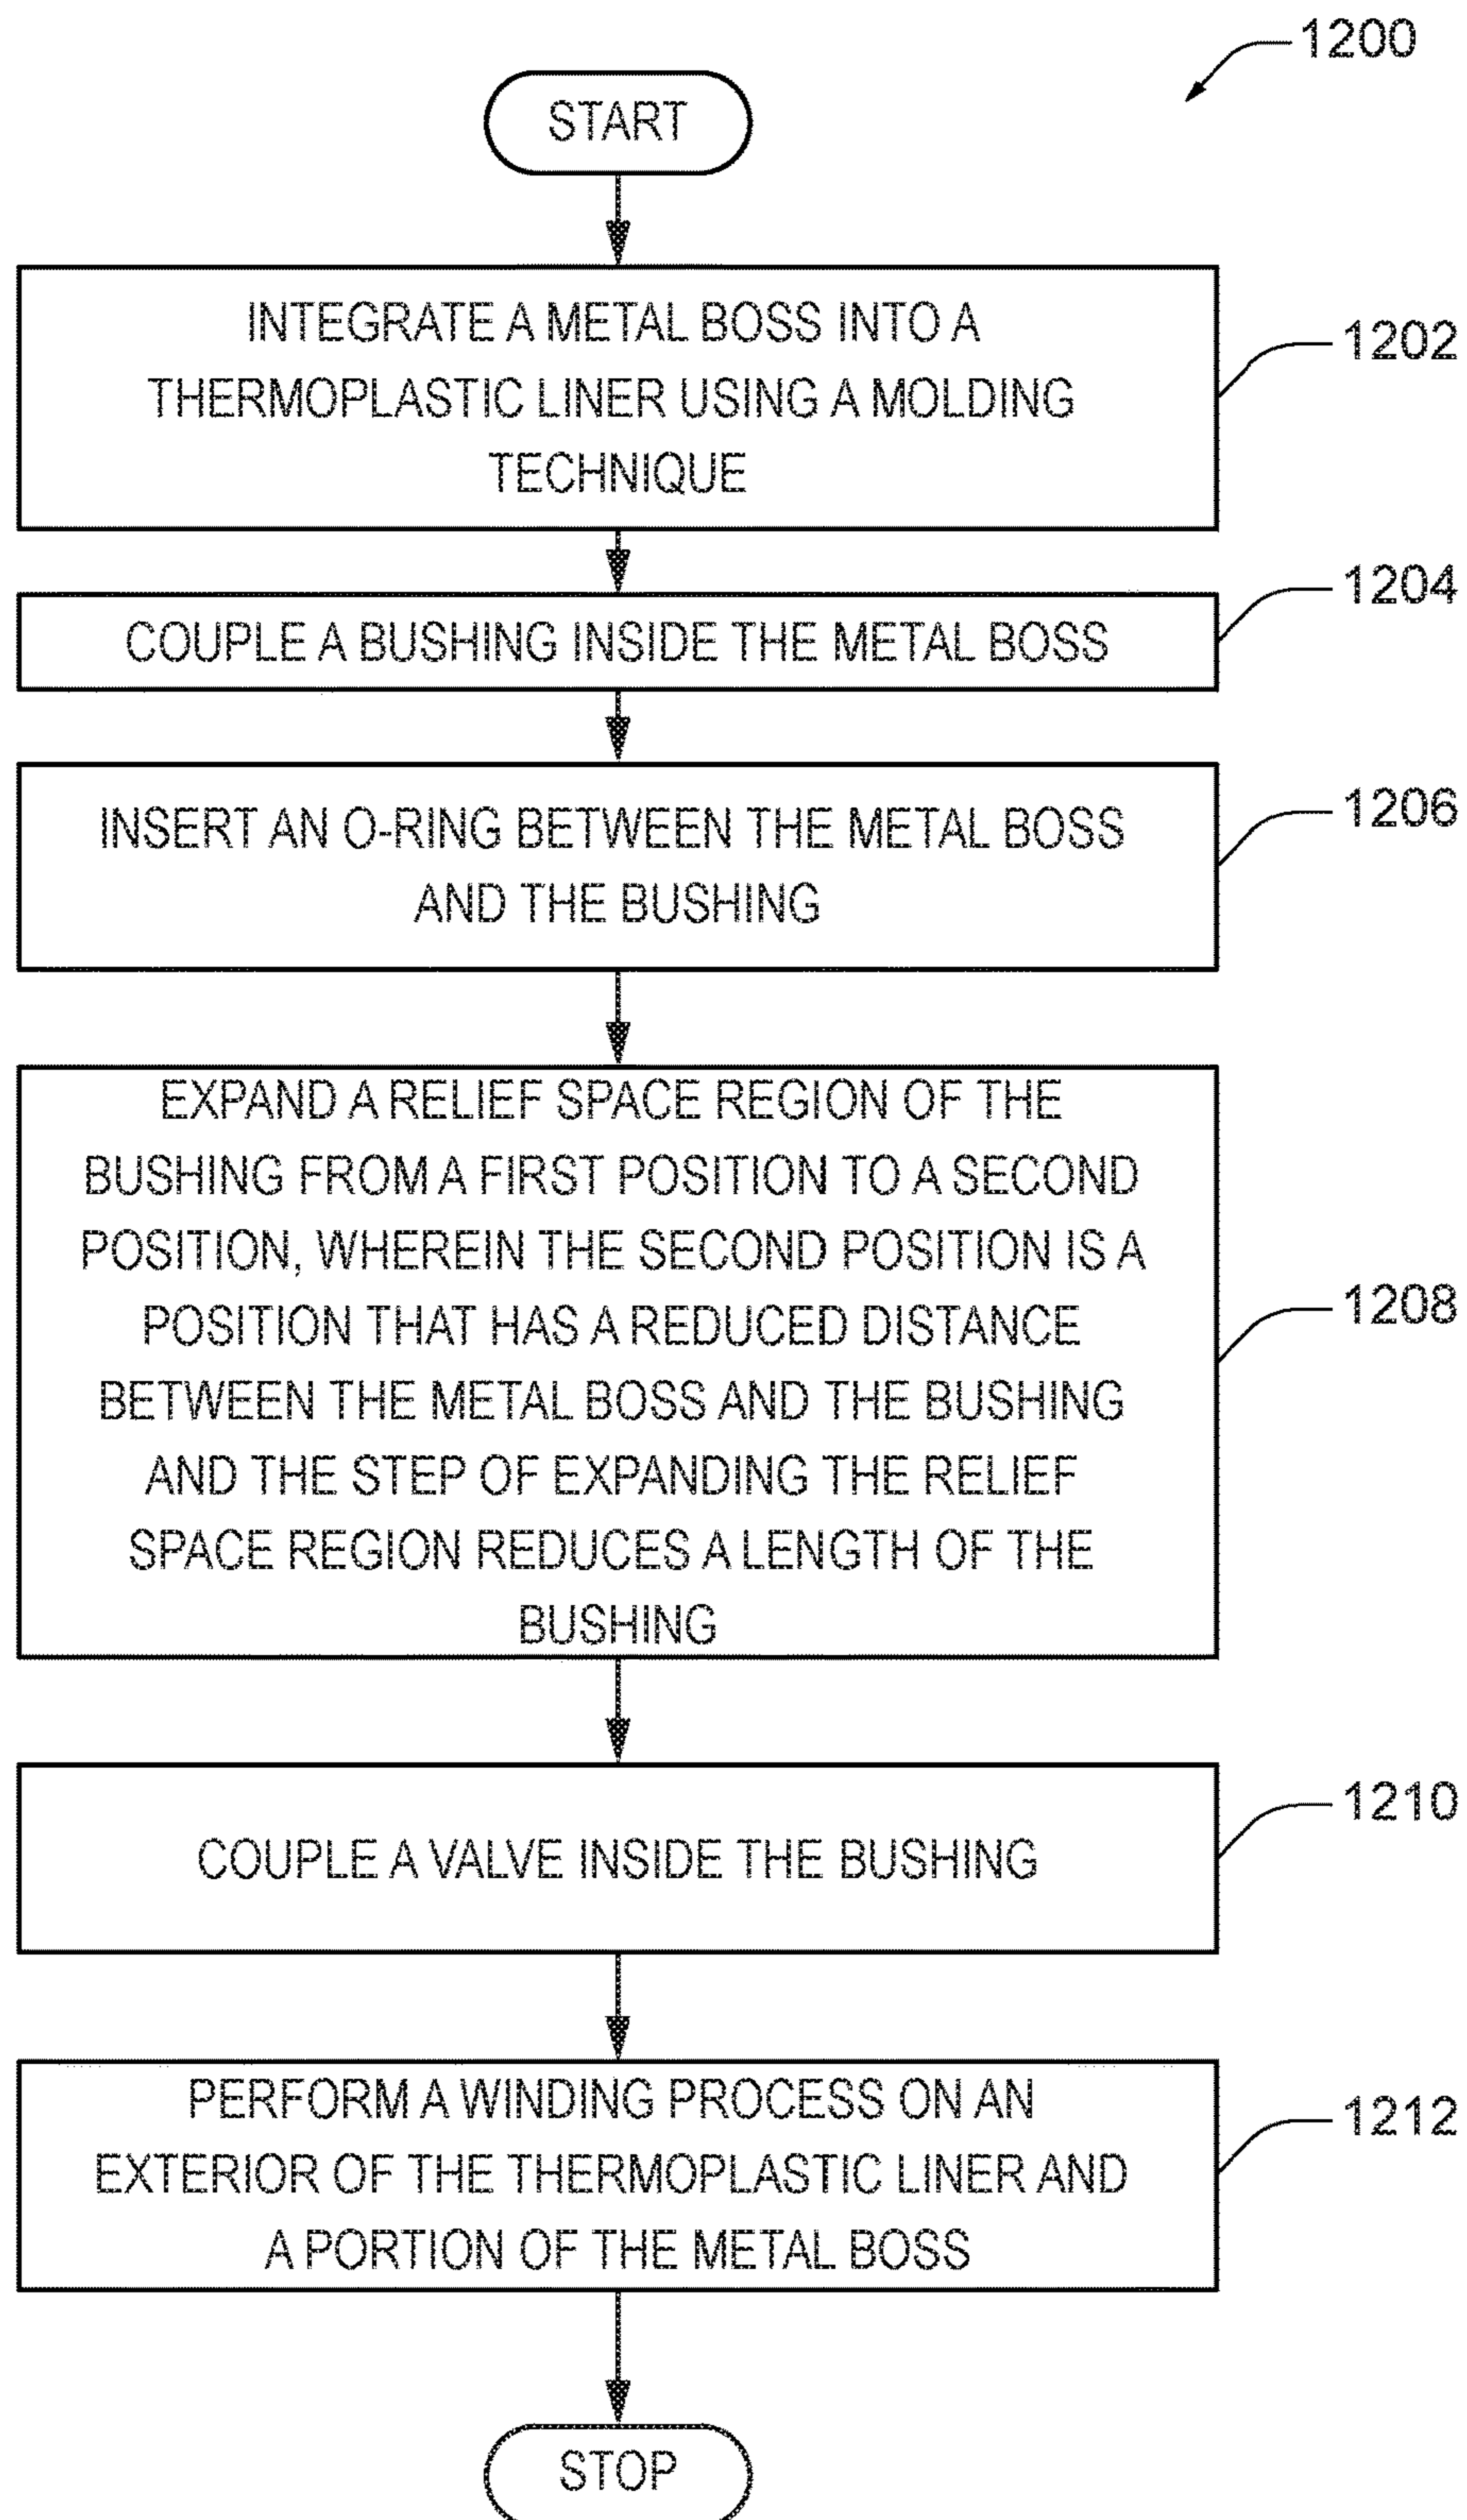 1200
START
INTEGRATE A METAL BOSS INTO A
THERMOPLASTIC LINER USING A MOLDING
TECHNIQUE
1202
COUPLE A BUSHING INSIDE THE METAL BOSS
1204
INSERT AN O-RING BETWEEN THE METAL BOSS
AND THE BUSHING
1206
EXPAND A RELIEF SPACE REGION OF THE
BUSHING FROM A FIRST POSITION TO A SECOND
POSITION, WHEREIN THE SECOND POSITION IS A
POSITION THAT HAS A REDUCED DISTANCE
BETWEEN THE METAL BOSS AND THE BUSHING
AND THE STEP OF EXPANDING THE RELIEF
SPACE REGION REDUCES A LENGTH OF THE
BUSHING
1208
COUPLE A VALVE INSIDE THE BUSHING
1210
PERFORM A WINDING PROCESS ON AN
EXTERIOR OF THE THERMOPLASTIC LINER AND
A PORTION OF THE METAL BOSS
1212
STOP